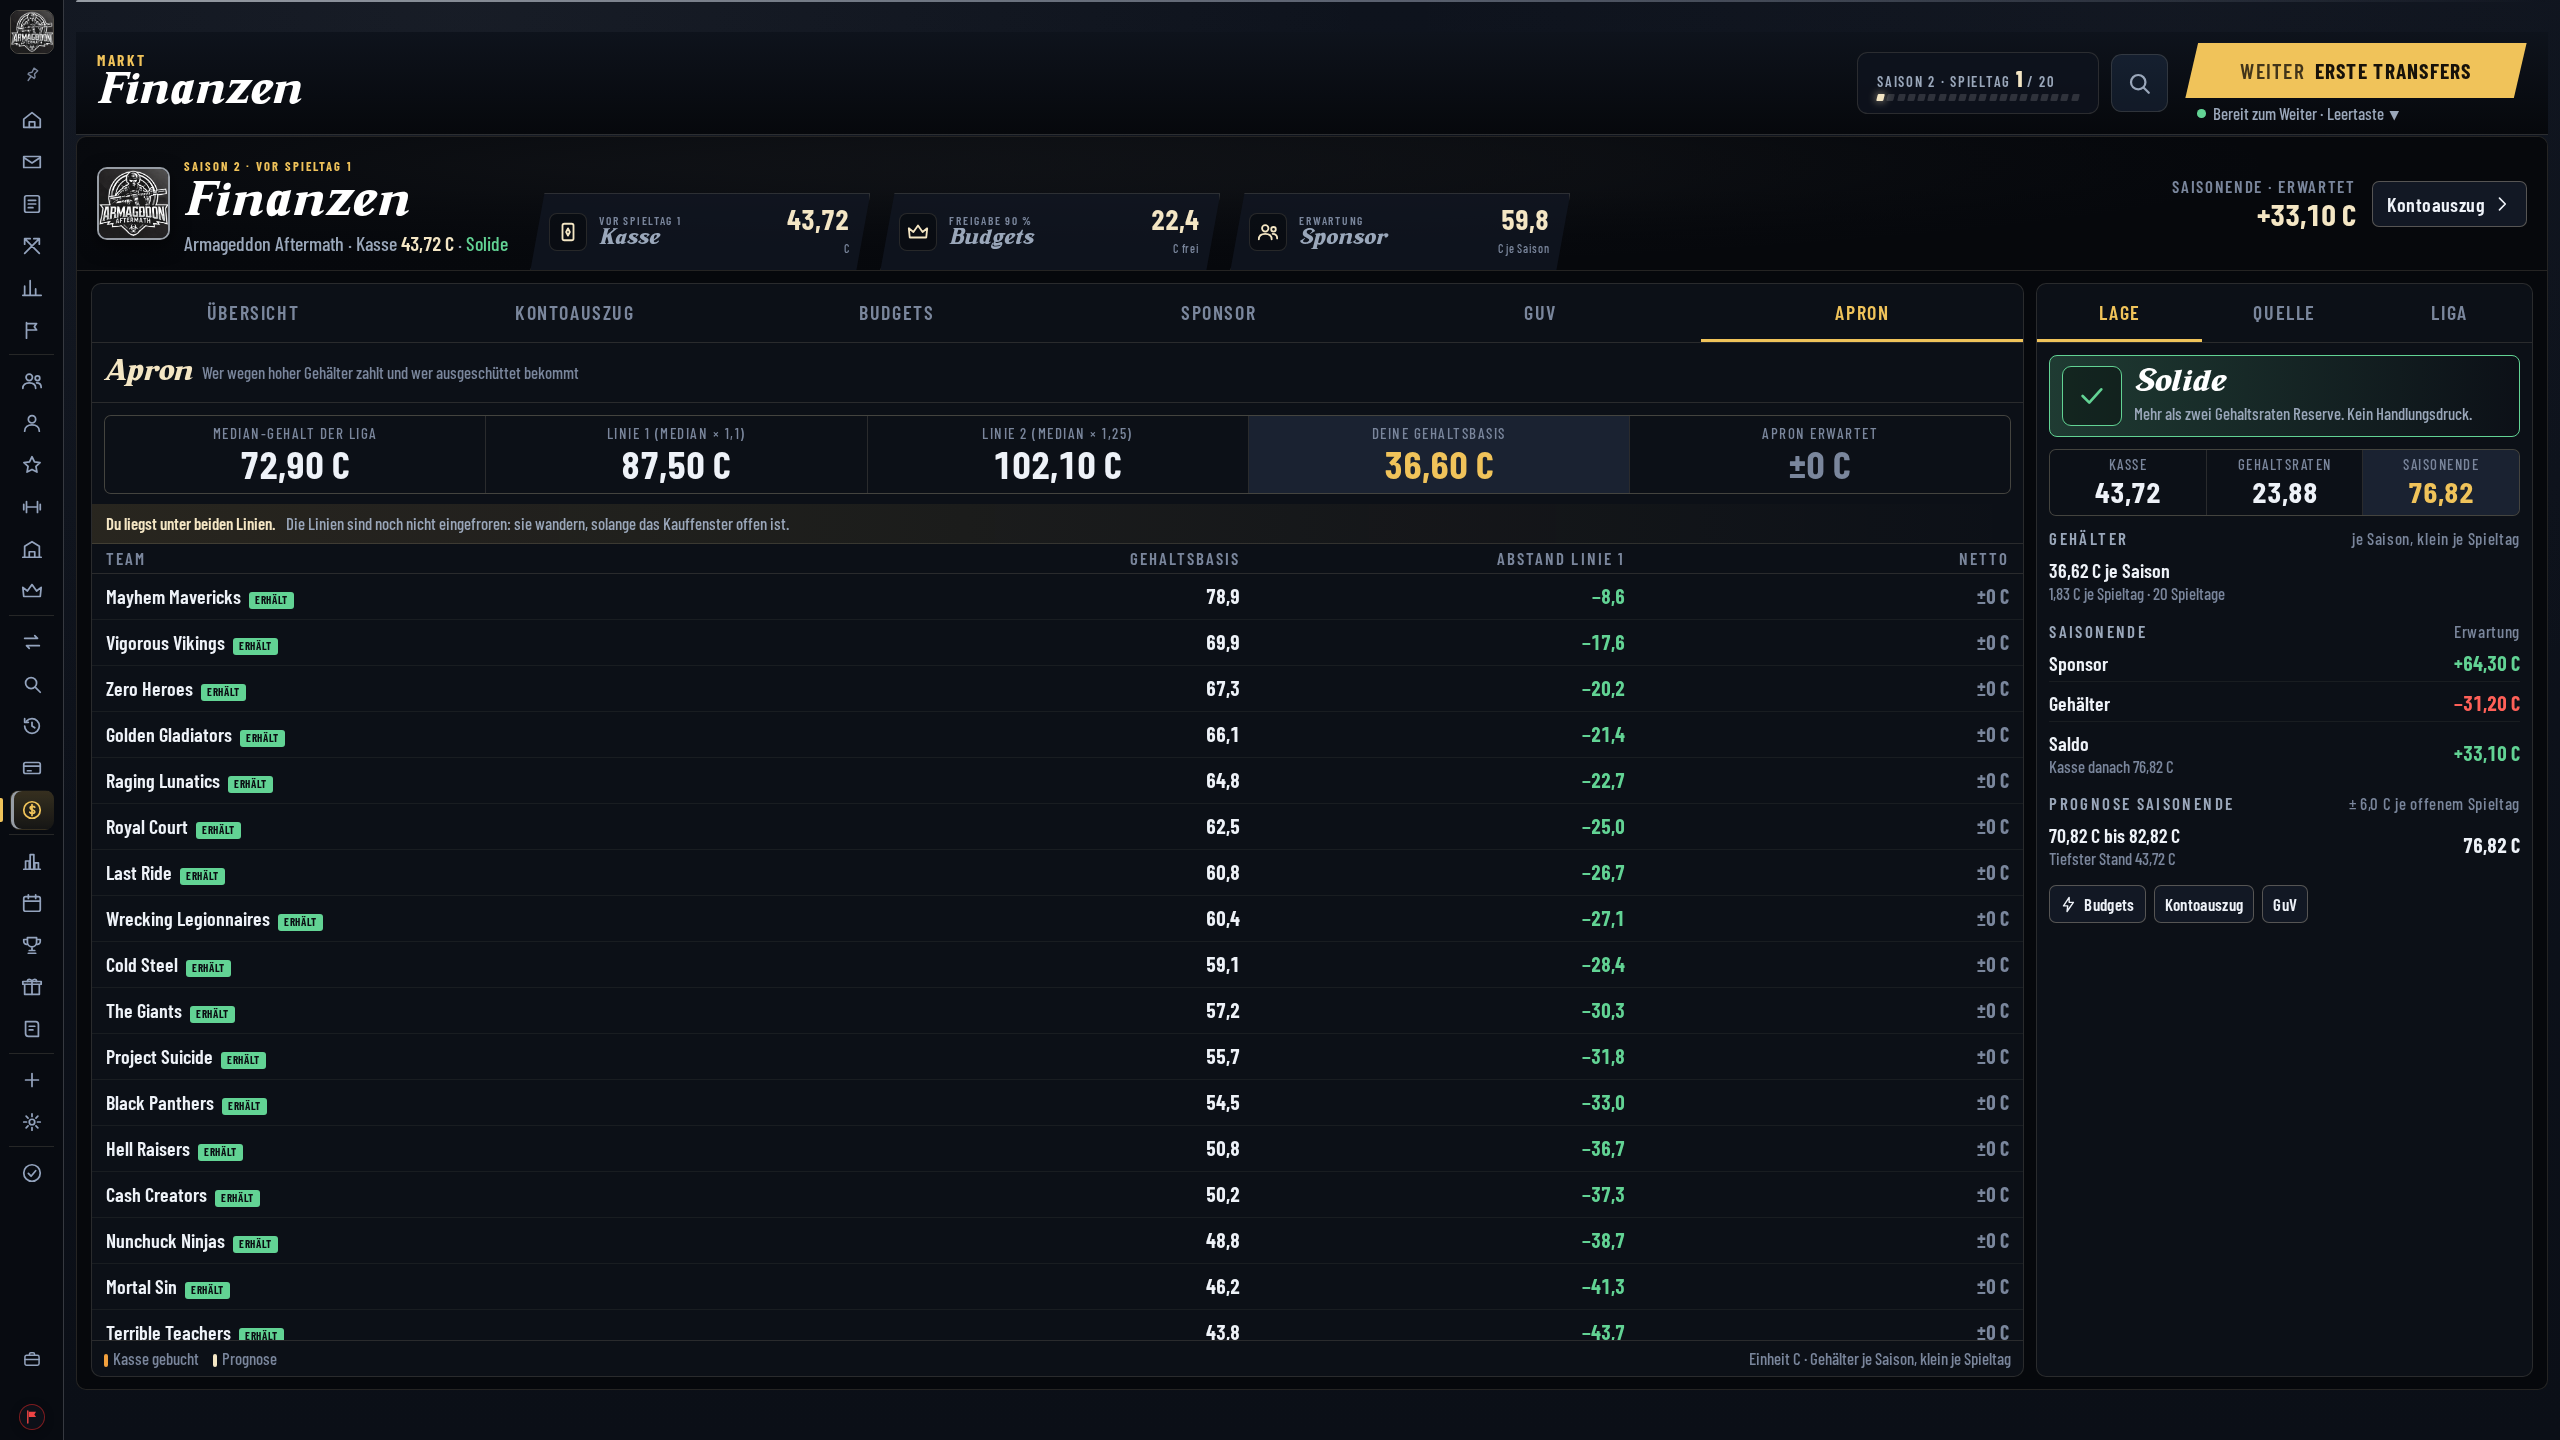 MARKT
Finanzen
SAISON 2 · SPIELTAG 1 / 20
WEITER ERSTE TRANSFERS
Bereit zum Weiter · Leertaste ▼
ARMAGEDDON
AFTERMATH
SAISON 2 · VOR SPIELTAG 1
Finanzen
Armageddon Aftermath · Kasse 43,72 C · Solide
VOR SPIELTAG 1
Kasse
43,72
C
FREIGABE 90 %
Budgets
22,4
C frei
ERWARTUNG
Sponsor
59,8
C je Saison
SAISONENDE · ERWARTET
+33,10 C
Kontoauszug
ÜBERSICHT KONTOAUSZUG BUDGETS SPONSOR GUV APRON
Apron Wer wegen hoher Gehälter zahlt und wer ausgeschüttet bekommt
MEDIAN-GEHALT DER LIGA
72,90 C
LINIE 1 (MEDIAN × 1,1)
87,50 C
LINIE 2 (MEDIAN × 1,25)
102,10 C
DEINE GEHALTSBASIS
36,60 C
APRON ERWARTET
±0 C
Du liegst unter beiden Linien. Die Linien sind noch nicht eingefroren: sie wandern, solange das Kauffenster offen ist.
TEAM GEHALTSBASIS ABSTAND LINIE 1 NETTO
Mayhem Mavericks ERHÄLT 78,9 −8,6 ±0 C
Vigorous Vikings ERHÄLT 69,9 −17,6 ±0 C
Zero Heroes ERHÄLT 67,3 −20,2 ±0 C
Golden Gladiators ERHÄLT 66,1 −21,4 ±0 C
Raging Lunatics ERHÄLT 64,8 −22,7 ±0 C
Royal Court ERHÄLT 62,5 −25,0 ±0 C
Last Ride ERHÄLT 60,8 −26,7 ±0 C
Wrecking Legionnaires ERHÄLT 60,4 −27,1 ±0 C
Cold Steel ERHÄLT 59,1 −28,4 ±0 C
The Giants ERHÄLT 57,2 −30,3 ±0 C
Project Suicide ERHÄLT 55,7 −31,8 ±0 C
Black Panthers ERHÄLT 54,5 −33,0 ±0 C
Hell Raisers ERHÄLT 50,8 −36,7 ±0 C
Cash Creators ERHÄLT 50,2 −37,3 ±0 C
Nunchuck Ninjas ERHÄLT 48,8 −38,7 ±0 C
Mortal Sin ERHÄLT 46,2 −41,3 ±0 C
Terrible Teachers ERHÄLT 43,8 −43,7 ±0 C
Kasse gebucht Prognose
Einheit C · Gehälter je Saison, klein je Spieltag
LAGE QUELLE LIGA
Solide
Mehr als zwei Gehaltsraten Reserve. Kein Handlungsdruck.
KASSE
43,72
GEHALTSRATEN
23,88
SAISONENDE
76,82
GEHÄLTER je Saison, klein je Spieltag
36,62 C je Saison
1,83 C je Spieltag · 20 Spieltage
SAISONENDE Erwartung
Sponsor +64,30 C
Gehälter −31,20 C
Saldo +33,10 C
Kasse danach 76,82 C
PROGNOSE SAISONENDE ± 6,0 C je offenem Spieltag
70,82 C bis 82,82 C 76,82 C
Tiefster Stand 43,72 C
Budgets Kontoauszug GuV